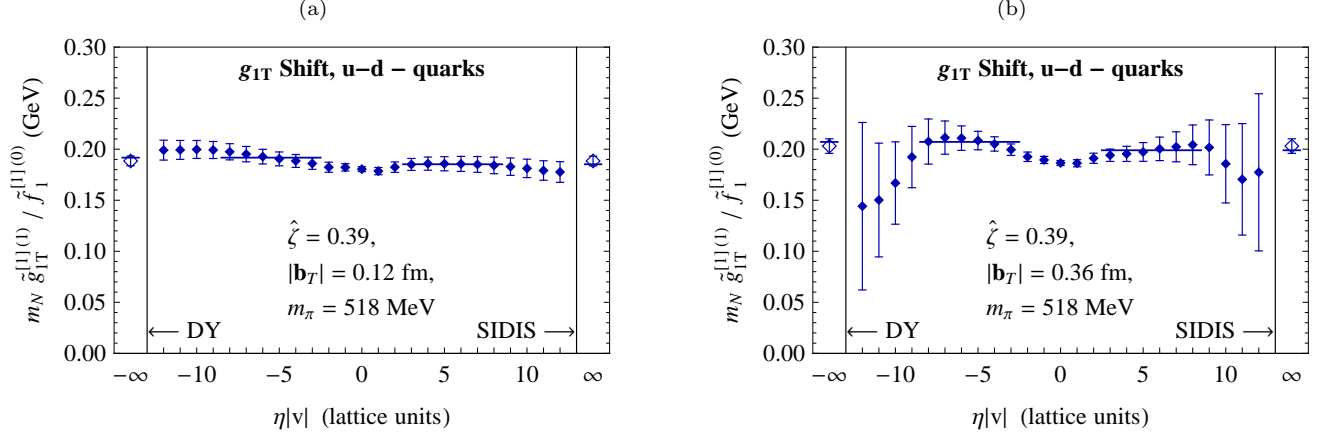 (a)
g1T Shift, u−d − quarks
mN g̃1T[1](1) / f̃1[1](0) (GeV)
0.30
0.25
0.20
0.15
0.10
0.05
0.00
ζ̂ = 0.39,
|bT| = 0.12 fm,
mπ = 518 MeV
← DY
SIDIS →
−∞ −10 −5 0 5 10 ∞
η|v| (lattice units)
(b)
g1T Shift, u−d − quarks
mN g̃1T[1](1) / f̃1[1](0) (GeV)
0.30
0.25
0.20
0.15
0.10
0.05
0.00
ζ̂ = 0.39,
|bT| = 0.36 fm,
mπ = 518 MeV
← DY
SIDIS →
−∞ −10 −5 0 5 10 ∞
η|v| (lattice units)